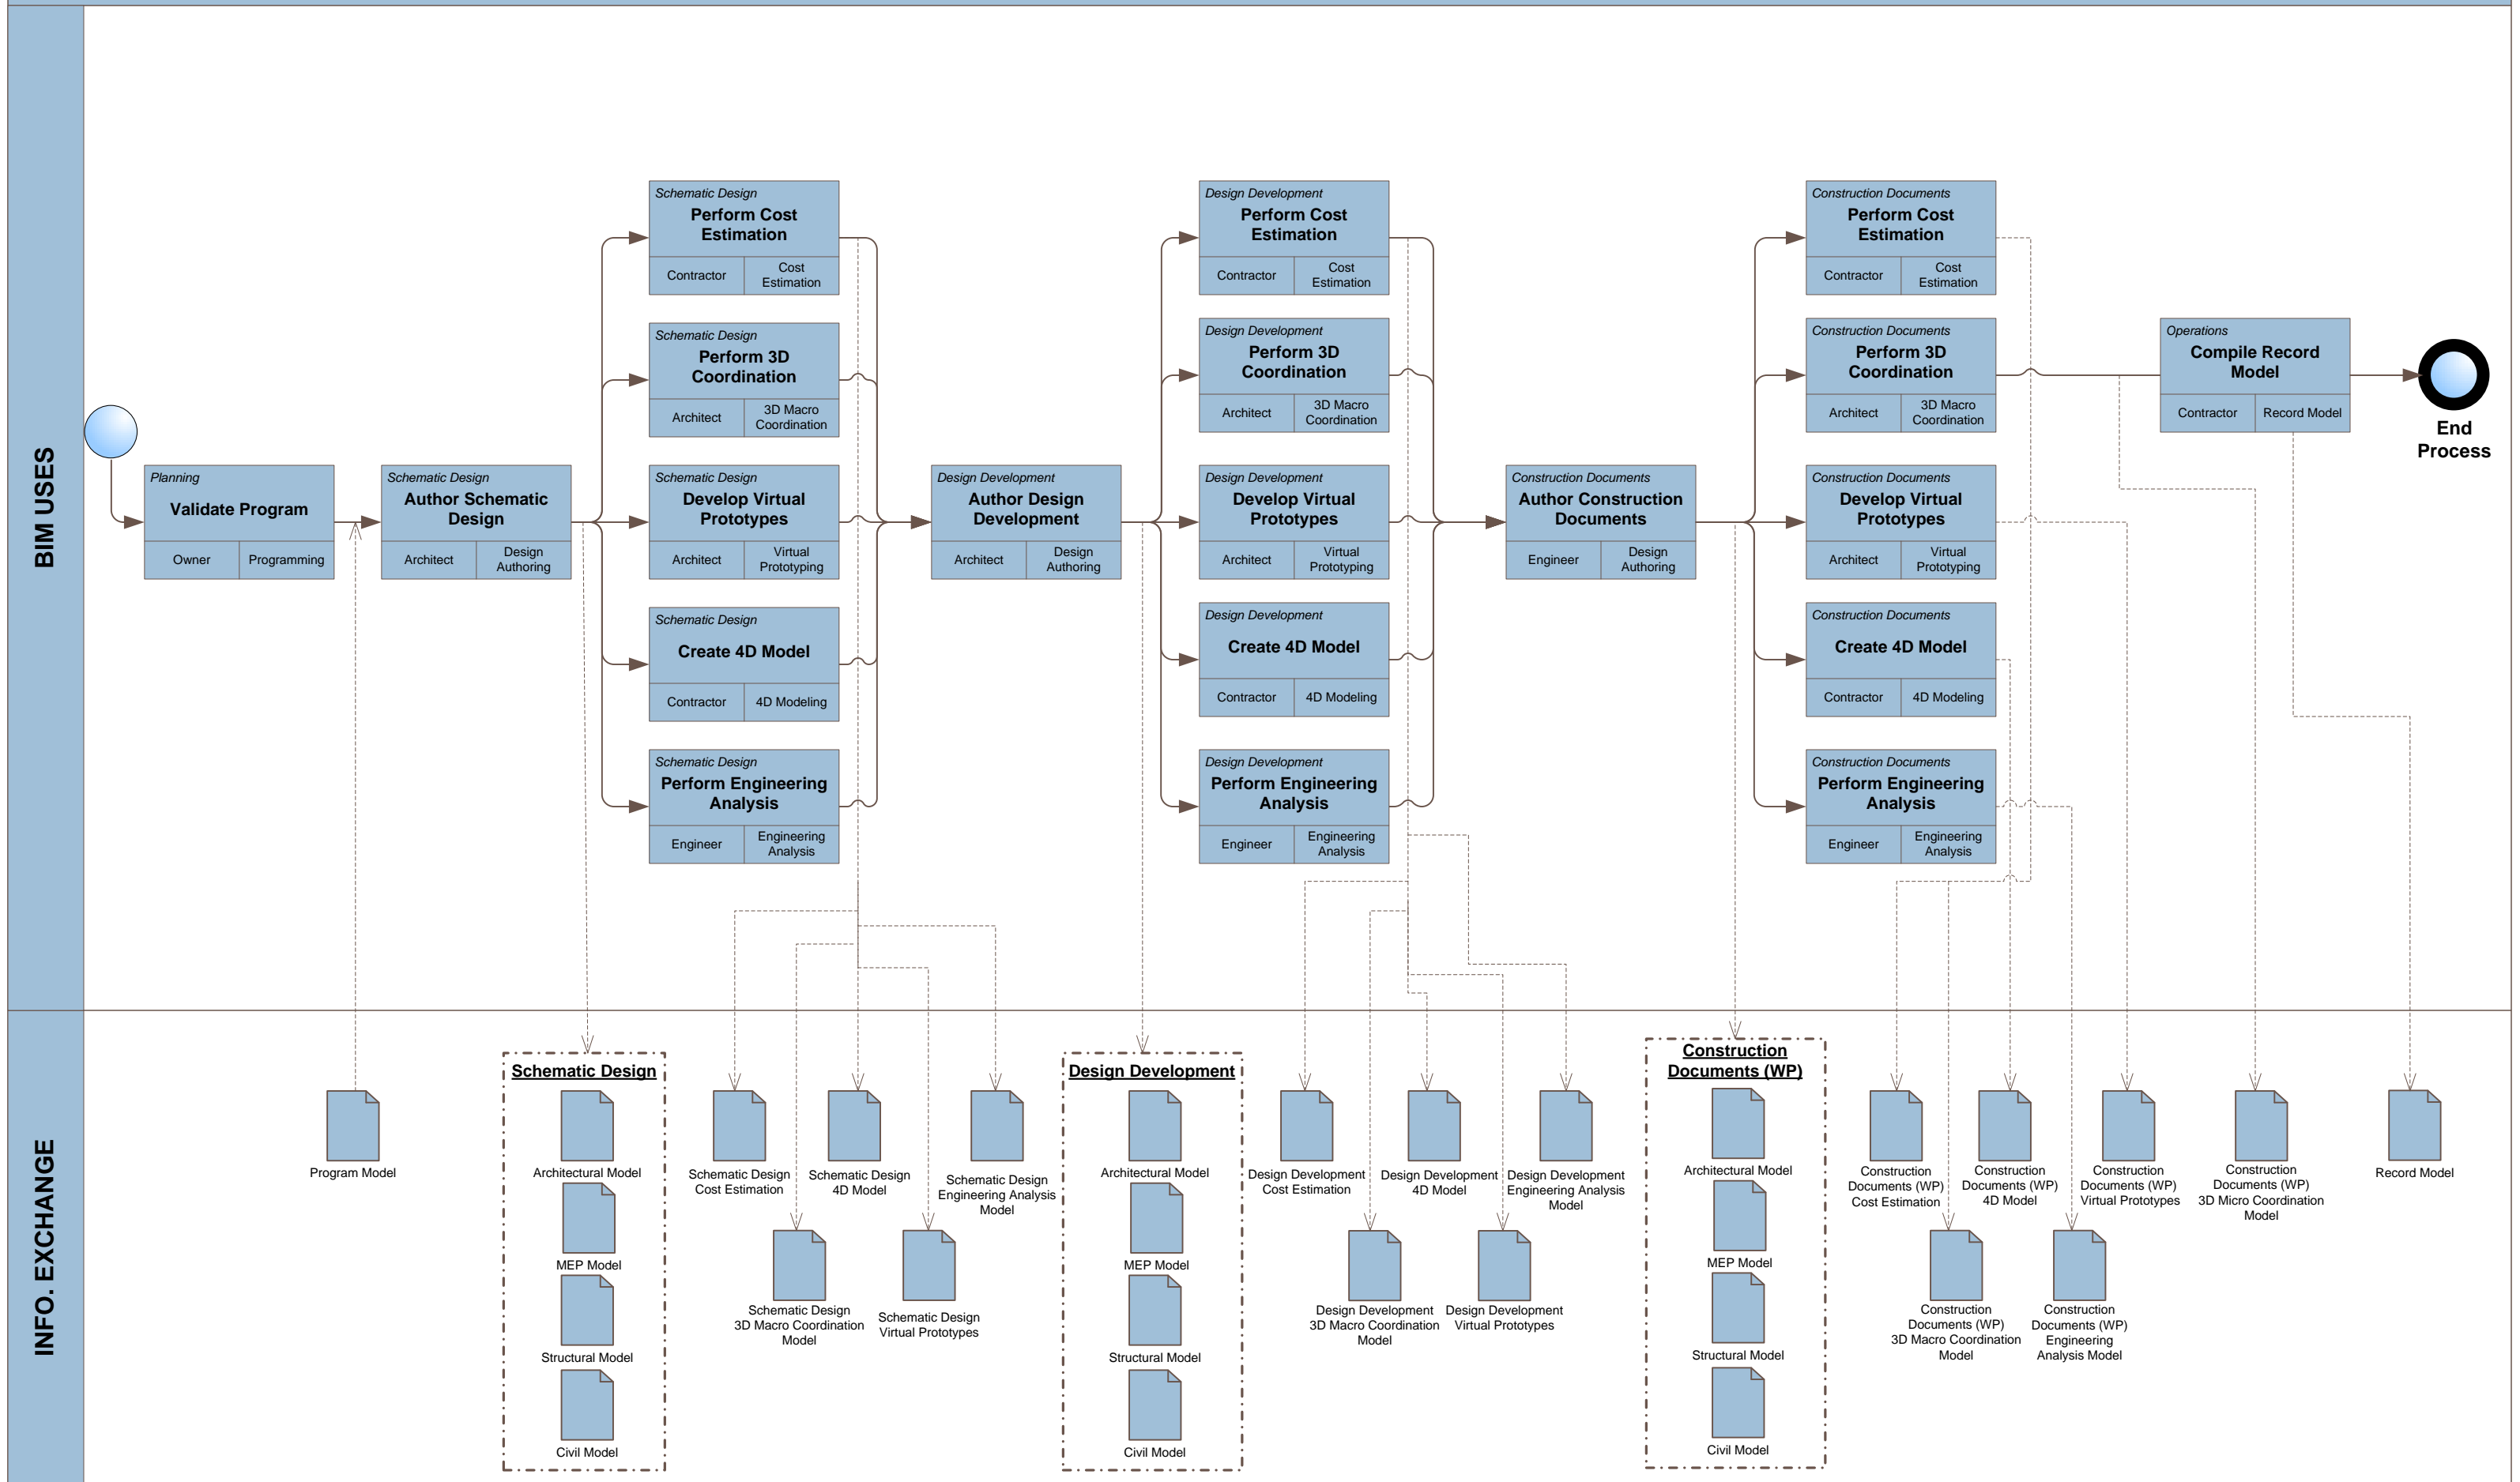 BIM USES
Planning
Validate Program
Owner
Programming
Schematic Design
Author Schematic
Design
Architect
Design
Authoring
Schematic Design
Perform Cost
Estimation
Contractor
Cost
Estimation
Schematic Design
Perform 3D
Coordination
Architect
3D Macro
Coordination
Schematic Design
Develop Virtual
Prototypes
Architect
Virtual
Prototyping
Schematic Design
Create 4D Model
Contractor
4D Modeling
Schematic Design
Perform Engineering
Analysis
Engineer
Engineering
Analysis
Design Development
Author Design
Development
Architect
Design
Authoring
Design Development
Perform Cost
Estimation
Contractor
Cost
Estimation
Design Development
Perform 3D
Coordination
Architect
3D Macro
Coordination
Design Development
Develop Virtual
Prototypes
Architect
Virtual
Prototyping
Design Development
Create 4D Model
Contractor
4D Modeling
Design Development
Perform Engineering
Analysis
Engineer
Engineering
Analysis
Construction Documents
Author Construction
Documents
Engineer
Design
Authoring
Construction Documents
Perform Cost
Estimation
Contractor
Cost
Estimation
Construction Documents
Perform 3D
Coordination
Architect
3D Macro
Coordination
Construction Documents
Develop Virtual
Prototypes
Architect
Virtual
Prototyping
Construction Documents
Create 4D Model
Contractor
4D Modeling
Construction Documents
Perform Engineering
Analysis
Engineer
Engineering
Analysis
Operations
Compile Record
Model
Contractor
Record Model
End
Process
INFO. EXCHANGE
Program Model
Schematic Design
Architectural Model
MEP Model
Structural Model
Civil Model
Schematic Design
Cost Estimation
Schematic Design
4D Model
Schematic Design
Engineering Analysis
Model
Schematic Design
3D Macro Coordination
Model
Schematic Design
Virtual Prototypes
Design Development
Architectural Model
MEP Model
Structural Model
Civil Model
Design Development
Cost Estimation
Design Development
4D Model
Design Development
Engineering Analysis
Model
Design Development
3D Macro Coordination
Model
Design Development
Virtual Prototypes
Construction
Documents (WP)
Architectural Model
MEP Model
Structural Model
Civil Model
Construction
Documents (WP)
Cost Estimation
Construction
Documents (WP)
4D Model
Construction
Documents (WP)
Virtual Prototypes
Construction
Documents (WP)
3D Micro Coordination
Model
Construction
Documents (WP)
3D Macro Coordination
Model
Construction
Documents (WP)
Engineering
Analysis Model
Record Model